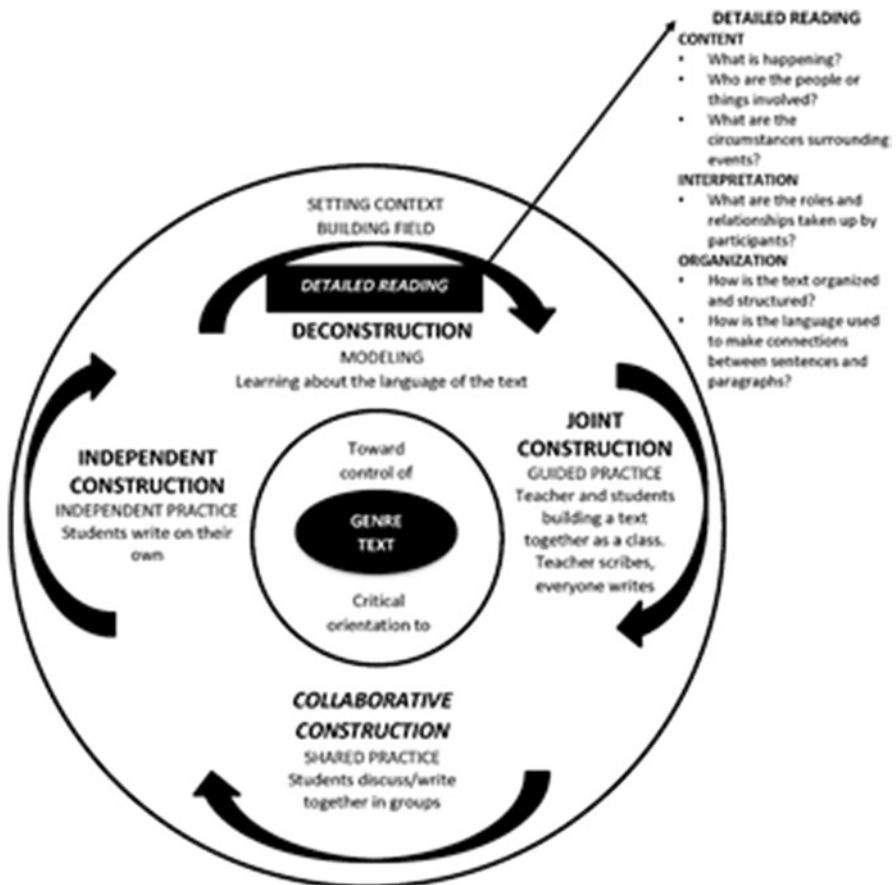 DETAILED READING
CONTENT
• What is happening?
• Who are the people or
things involved?
• What are the
circumstances surrounding
events?
INTERPRETATION
• What are the roles and
relationships taken up by
participants?
ORGANIZATION
• How is the text organized
and structured?
• How is the language used
to make connections
between sentences and
paragraphs?
SETTING CONTEXT
BUILDING FIELD
DETAILED READING
DECONSTRUCTION
MODELING
Learning about the language of the text
JOINT
CONSTRUCTION
GUIDED PRACTICE
Teacher and students
building a text
together as a class.
Teacher scribes,
everyone writes
COLLABORATIVE
CONSTRUCTION
SHARED PRACTICE
Students discuss/write
together in groups
INDEPENDENT
CONSTRUCTION
INDEPENDENT PRACTICE
Students write on their
own
Toward
control of
GENRE
TEXT
Critical
orientation to